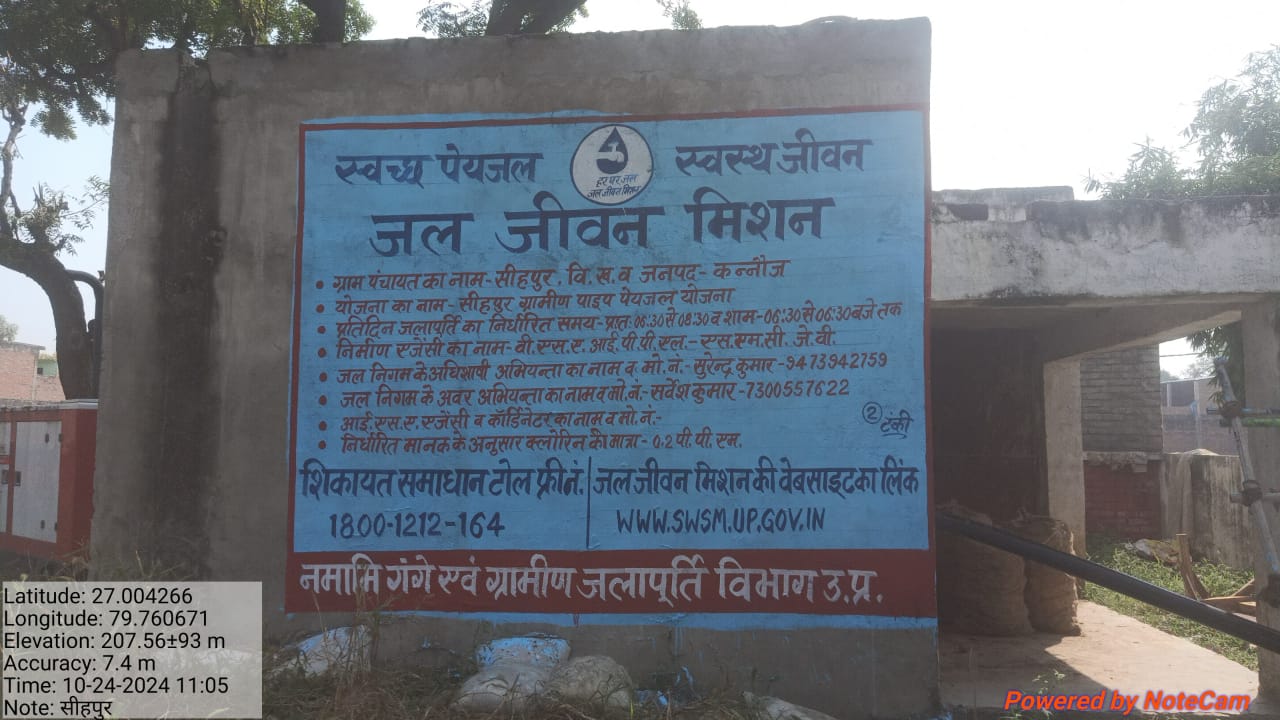 स्वच्छ पेयजल
स्वस्थ जीवन
हर घर जल
जल जीवन मिशन
जल जीवन मिशन
• ग्राम पंचायत का नाम - सीहपुर, वि.ख.व जनपद - कन्नौज
• योजना का नाम - सीहपुर ग्रामीण पाइप पेयजल योजना
• प्रतिदिन जलापूर्ति का निर्धारित समय - प्रातः 06:30 से 08:30 व शाम - 06:30 से 06:30 बजे तक
• निर्माण एजेंसी का नाम - वी.एस.ए.आई.पी.पी.एल. - एस.एम.सी. जे.वी.
• जल निगम के अधिशाषी अभियन्ता का नाम व मो.नं. - सुरेन्द्र कुमार - 9473942759
• जल निगम के अवर अभियन्ता का नाम व मो.नं - सर्वेश कुमार - 7300557622
• आई.एस.ए. एजेंसी व कॉर्डिनेटर का नाम व मो.नं:-
• निर्धारित मानक के अनुसार क्लोरिन की मात्रा - 0.2 पी.पी.एम.
② टंकी
शिकायत समाधान टोल फ्री नं.
1800-1212-164
जल जीवन मिशन की वेबसाइट का लिंक
WWW.SWSM.UP.GOV.IN
नमामि गंगे एवं ग्रामीण जलापूर्ति विभाग उ.प्र.
Latitude: 27.004266
Longitude: 79.760671
Elevation: 207.56±93 m
Accuracy: 7.4 m
Time: 10-24-2024 11:05
Note: सीहपुर
Powered by NoteCam